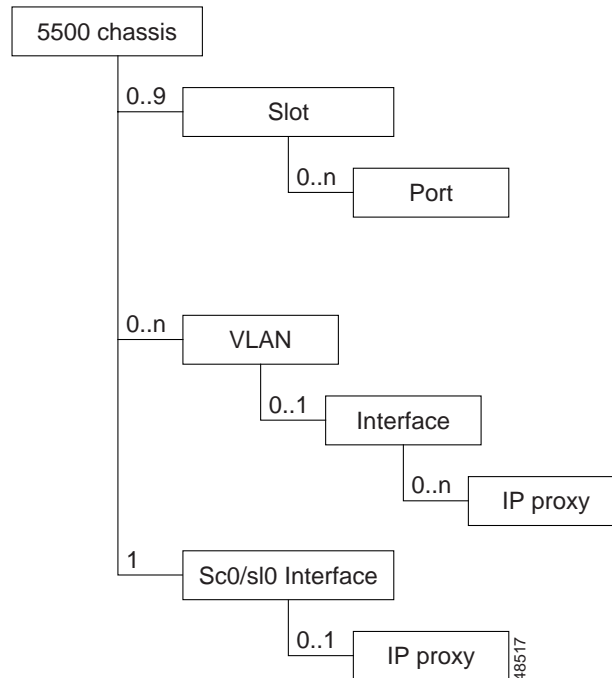 5500 chassis
0..9
Slot
0..n
Port
0..n
VLAN
0..1
Interface
0..n
IP proxy
1
Sc0/sl0 Interface
0..1
IP proxy
48517